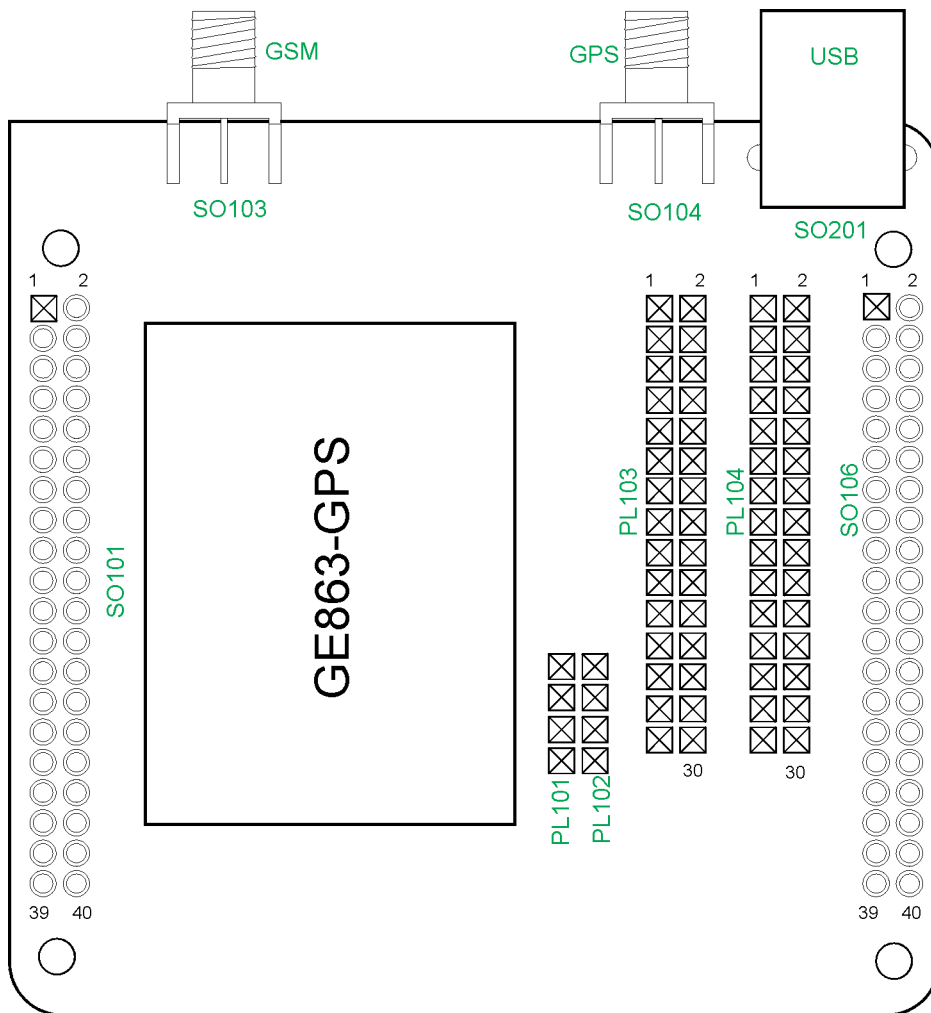 GSM
GPS
USB
SO103
SO104
SO201
1 2
1 2
1 2
1 2
GE863-GPS
PL103
PL104
SO106
SO101
PL101
PL102
30
30
39 40
39 40